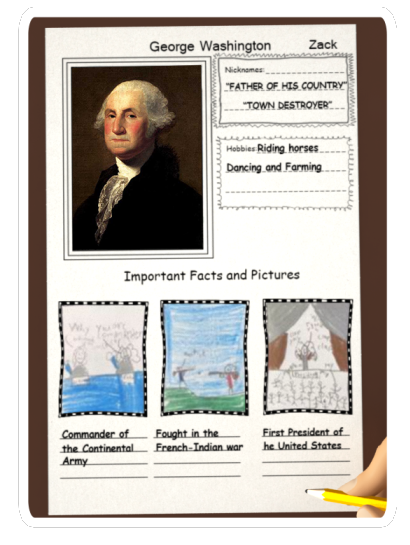 George Washington Zack
Nicknames:
"FATHER OF HIS COUNTRY"
"TOWN DESTROYER"
Hobbies: Riding horses
Dancing and Farming
Important Facts and Pictures
Commander of
the Continental
Army
Fought in the
French-Indian war
First President of
he United States